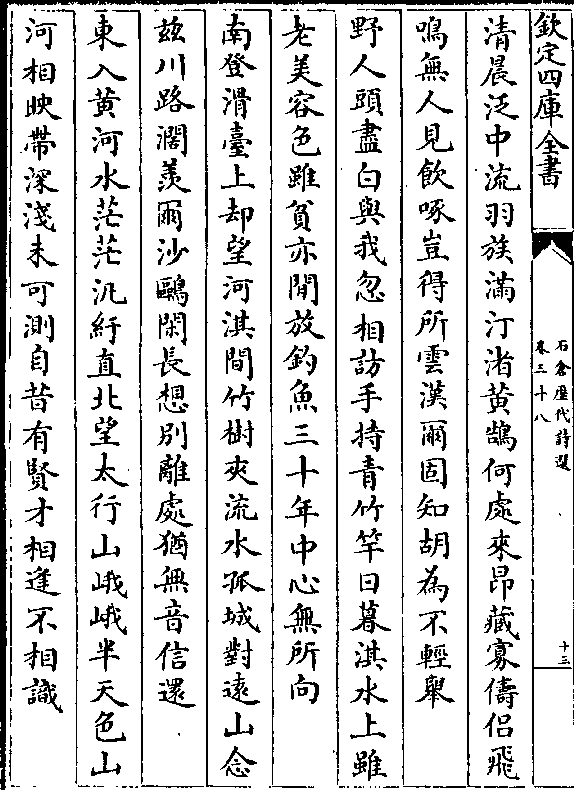 欽定四庫全書
石倉歷代詩選
卷三十八
十三
清晨泛中流羽族滿汀渚黃鵠何處來昂藏寡儔侣飛
鳴無人見飲啄豈得所雲漢爾固知胡為不輕舉
野人頭盡白與我忽相訪手持青竹竿日暮淇水上雖
老美容色雖貧亦閒放釣魚三十年中心無所向
南登滑臺上却望河淇間竹樹夾流水孤城對遠山念
兹川路濶羨爾沙鷗閑長想別離處猶無音信還
東入黃河水茫茫汎紆直北望太行山峨峨半天色山
河相映帶深淺未可測自昔有賢才相逢不相識